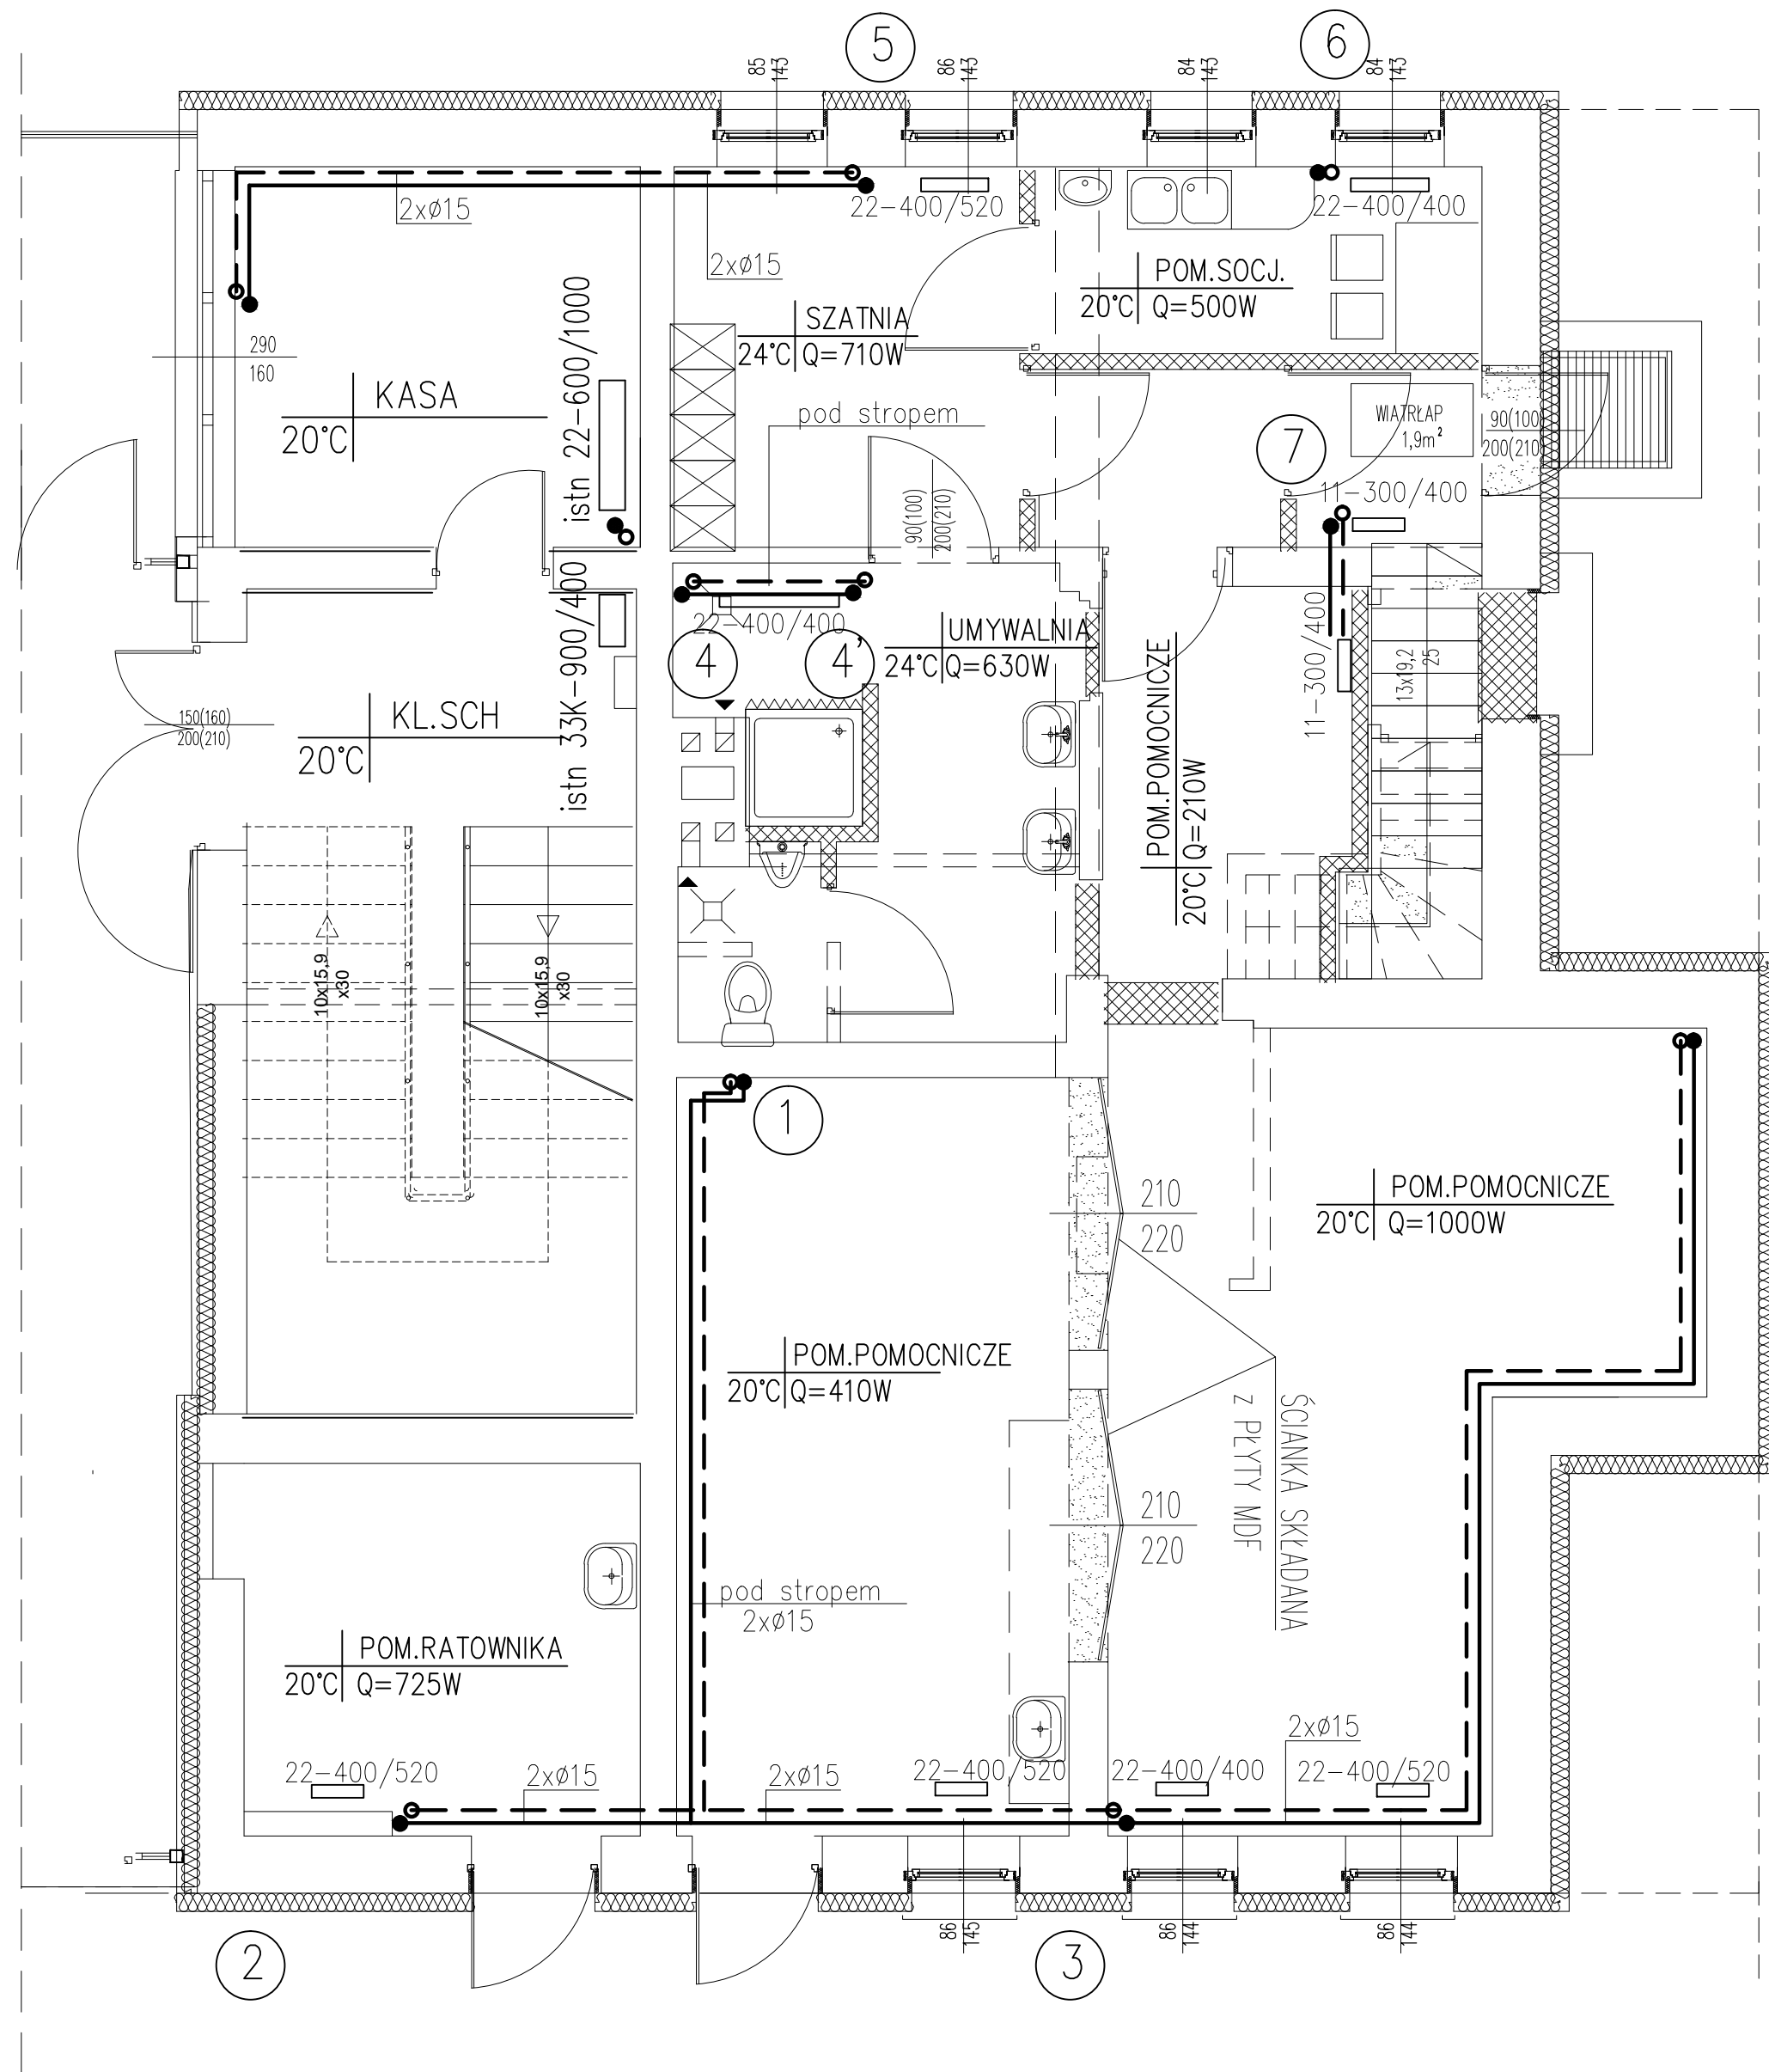 5
6
85
143
86
143
84
143
84
143
2xø15
22-400/520
22-400/400
2xø15
POM.SOCJ.
20°C Q=500W
SZATNIA
24°C Q=710W
290
160
KASA
20°C
istn 22-600/1000
pod stropem
WIATRŁAP
1,9m²
90(100
200(210
7
11-300/400
90(100)
200(210)
22-400/400
4
4'
UMYWALNIA
24°C Q=630W
istn 33K-900/400
11-300/400
13x19,2
25
POM.POMOCNICZE
20°C Q=210W
KL.SCH
20°C
150(160)
200(210)
10x15,9
x30
10x15,9
x30
1
210
220
POM.POMOCNICZE
20°C Q=1000W
POM.POMOCNICZE
20°C Q=410W
ŚCIANKA SKŁADANA
Z PŁYTY MDF
210
220
pod stropem
2xø15
POM.RATOWNIKA
20°C Q=725W
2xø15
22-400/520
2xø15
2xø15
22-400/520
22-400/400
22-400/520
86
145
86
144
86
144
2
3